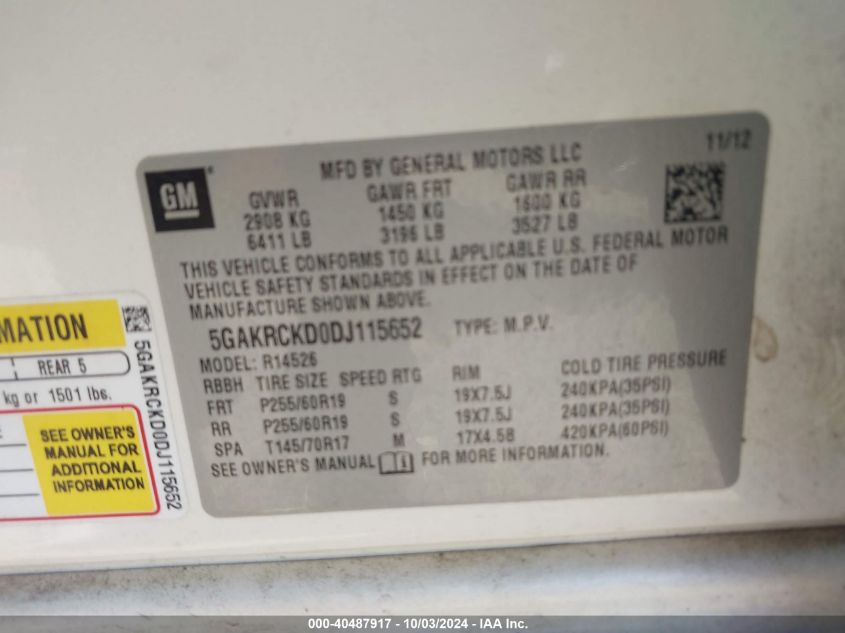 MFD BY GENERAL MOTORS LLC 11/12
GM
GVWR GAWR FRT GAWR RR
2908 KG 1450 KG 1600 KG
6411 LB 3196 LB 3527 LB
THIS VEHICLE CONFORMS TO ALL APPLICABLE U.S. FEDERAL MOTOR
VEHICLE SAFETY STANDARDS IN EFFECT ON THE DATE OF
MANUFACTURE SHOWN ABOVE.
5GAKRCKD0DJ115652 TYPE: M.P.V.
MODEL: R14526
RBBH TIRE SIZE SPEED RTG RIM COLD TIRE PRESSURE
FRT P255/60R19 S 19X7.5J 240KPA(35PSI)
RR P255/60R19 S 19X7.5J 240KPA(35PSI)
SPA T145/70R17 M 17X4.5B 420KPA(60PSI)
SEE OWNER'S MANUAL FOR MORE INFORMATION.
MATION
REAR 5
kg or 1501 lbs.
SEE OWNER'S
MANUAL FOR
ADDITIONAL
INFORMATION
5GAKRCKD0DJ115652
000-40487917 - 10/03/2024 - IAA Inc.